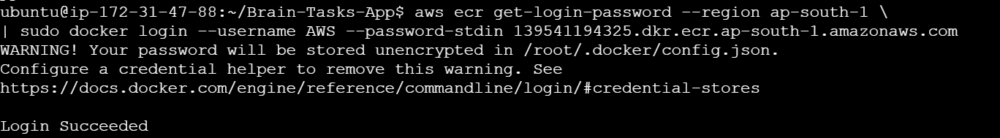 ubuntu@ip-172-31-47-88:~/Brain-Tasks-App$ aws ecr get-login-password --region ap-south-1 \
| sudo docker login --username AWS --password-stdin 139541194325.dkr.ecr.ap-south-1.amazonaws.com
WARNING! Your password will be stored unencrypted in /root/.docker/config.json.
Configure a credential helper to remove this warning. See
https://docs.docker.com/engine/reference/commandline/login/#credential-stores
Login Succeeded